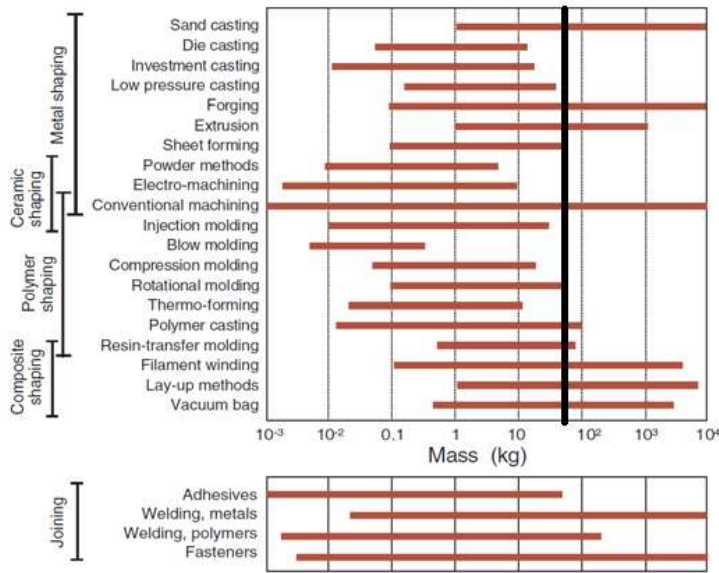 Metal shaping
Ceramic
shaping
Polymer
shaping
Composite
shaping
Sand casting
Die casting
Investment casting
Low pressure casting
Forging
Extrusion
Sheet forming
Powder methods
Electro-machining
Conventional machining
Injection molding
Blow molding
Compression molding
Rotational molding
Thermo-forming
Polymer casting
Resin-transfer molding
Filament winding
Lay-up methods
Vacuum bag
10⁻³ 10⁻² 0.1 1 10 10² 10³ 10⁴
Mass (kg)
Joining
Adhesives
Welding, metals
Welding, polymers
Fasteners